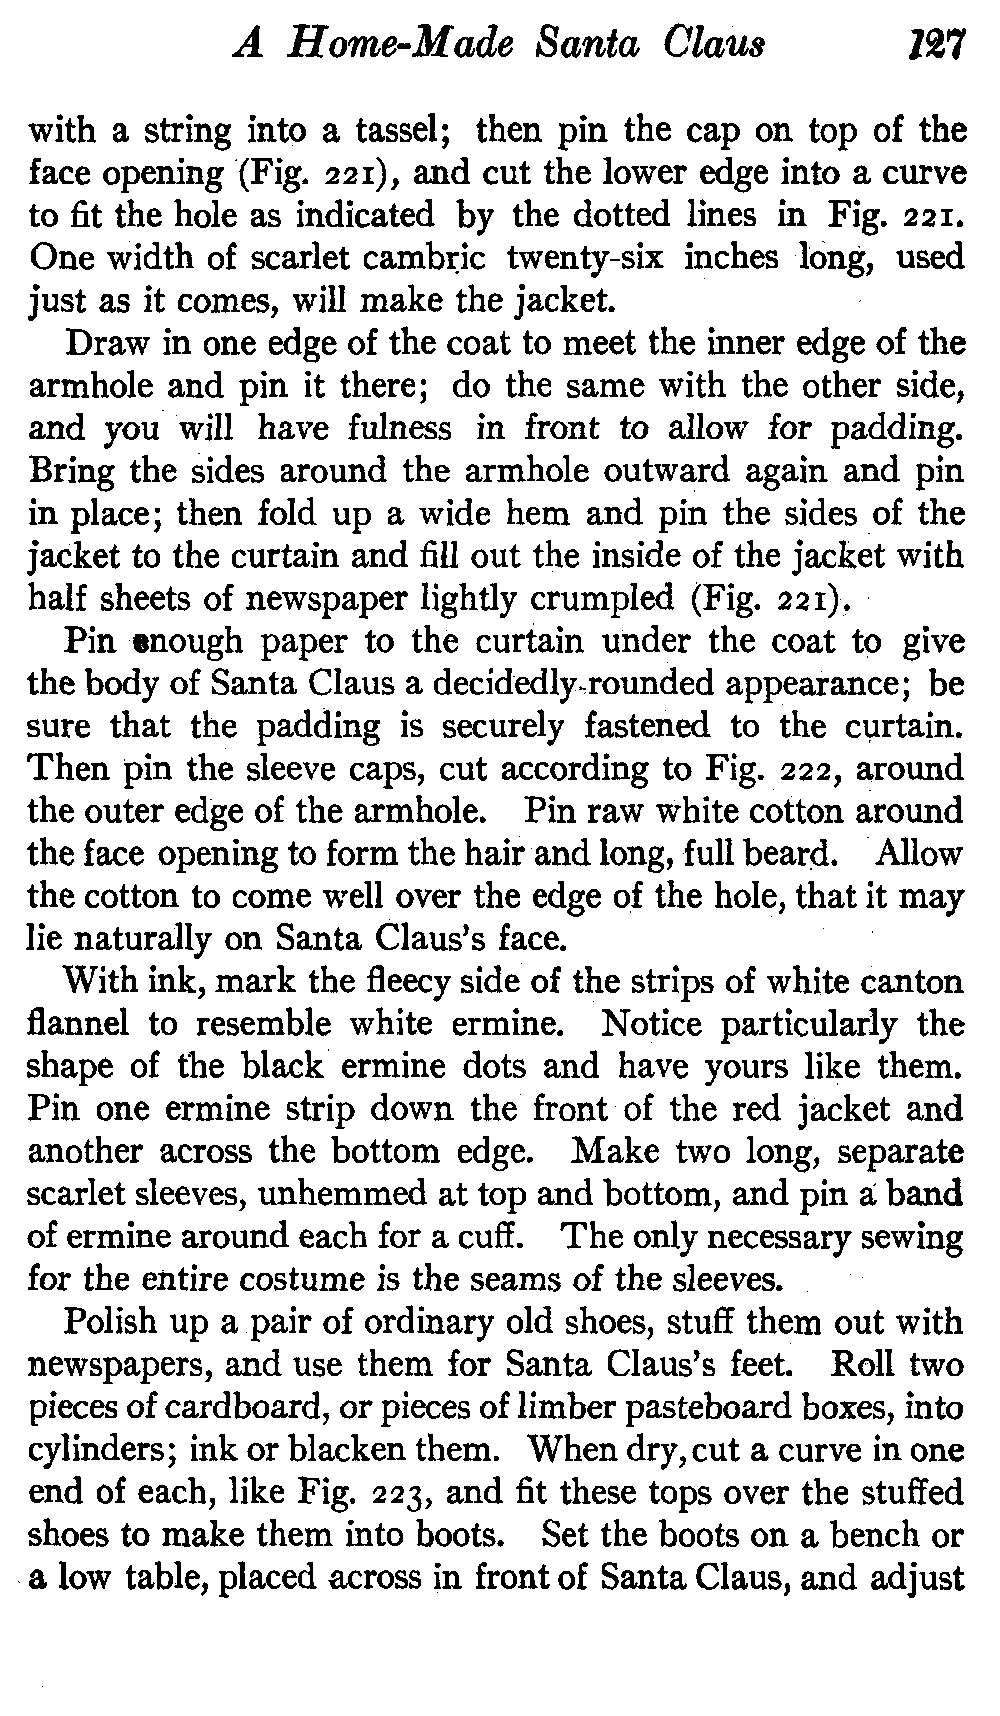 A Home-Made Santa Claus 127
with a string into a tassel; then pin the cap on top of the
face opening (Fig. 221), and cut the lower edge into a curve
to fit the hole as indicated by the dotted lines in Fig. 221.
One width of scarlet cambric twenty-six inches long, used
just as it comes, will make the jacket.
Draw in one edge of the coat to meet the inner edge of the
armhole and pin it there; do the same with the other side,
and you will have fulness in front to allow for padding.
Bring the sides around the armhole outward again and pin
in place; then fold up a wide hem and pin the sides of the
jacket to the curtain and fill out the inside of the jacket with
half sheets of newspaper lightly crumpled (Fig. 221).
Pin enough paper to the curtain under the coat to give
the body of Santa Claus a decidedly-rounded appearance; be
sure that the padding is securely fastened to the curtain.
Then pin the sleeve caps, cut according to Fig. 222, around
the outer edge of the armhole. Pin raw white cotton around
the face opening to form the hair and long, full beard. Allow
the cotton to come well over the edge of the hole, that it may
lie naturally on Santa Claus's face.
With ink, mark the fleecy side of the strips of white canton
flannel to resemble white ermine. Notice particularly the
shape of the black ermine dots and have yours like them.
Pin one ermine strip down the front of the red jacket and
another across the bottom edge. Make two long, separate
scarlet sleeves, unhemmed at top and bottom, and pin a band
of ermine around each for a cuff. The only necessary sewing
for the entire costume is the seams of the sleeves.
Polish up a pair of ordinary old shoes, stuff them out with
newspapers, and use them for Santa Claus's feet. Roll two
pieces of cardboard, or pieces of limber pasteboard boxes, into
cylinders; ink or blacken them. When dry, cut a curve in one
end of each, like Fig. 223, and fit these tops over the stuffed
shoes to make them into boots. Set the boots on a bench or
a low table, placed across in front of Santa Claus, and adjust